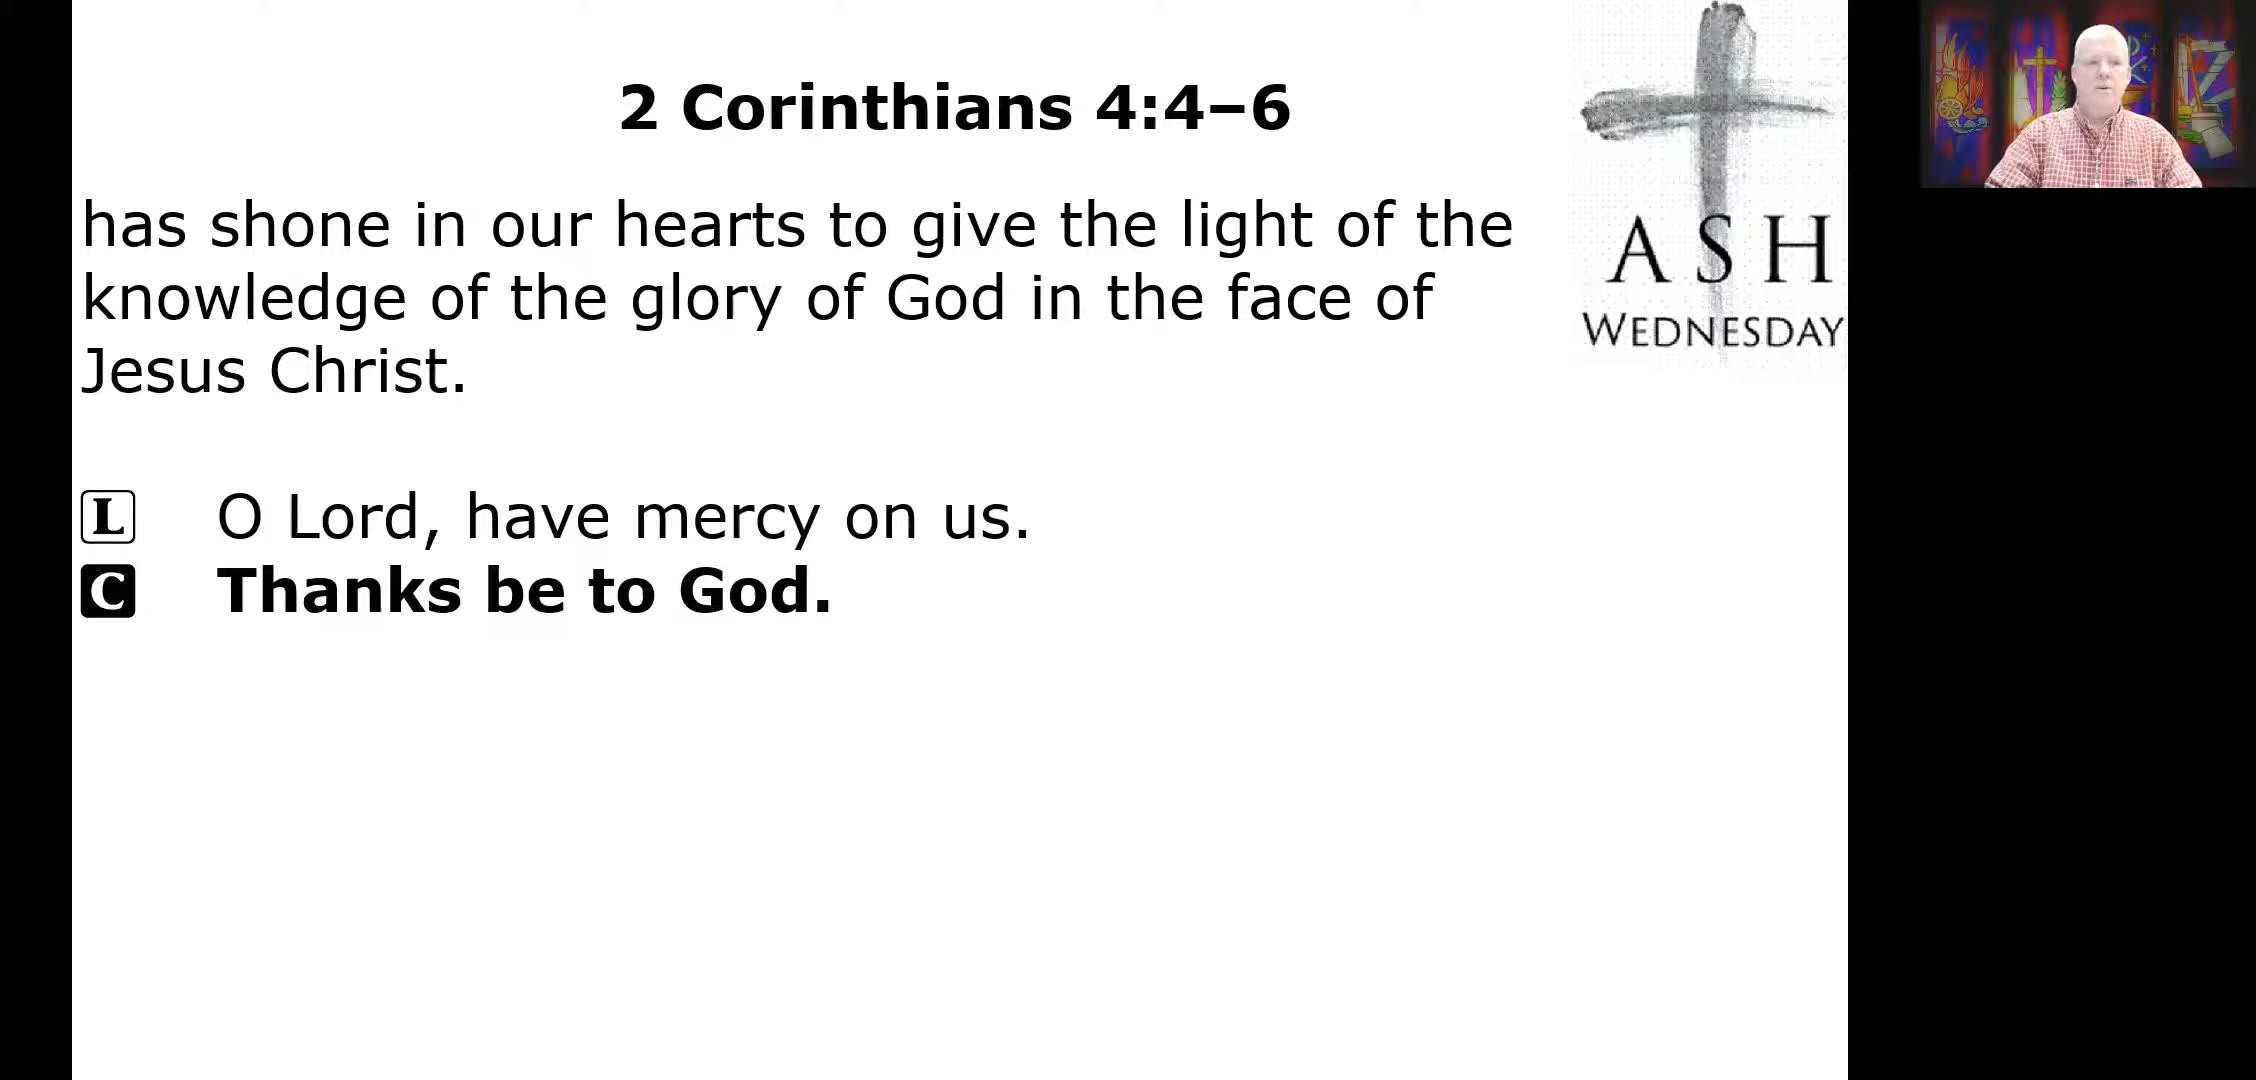 2 Corinthians 4:4–6
has shone in our hearts to give the light of the
knowledge of the glory of God in the face of
Jesus Christ.
L O Lord, have mercy on us.
C Thanks be to God.
ASH
WEDNESDAY